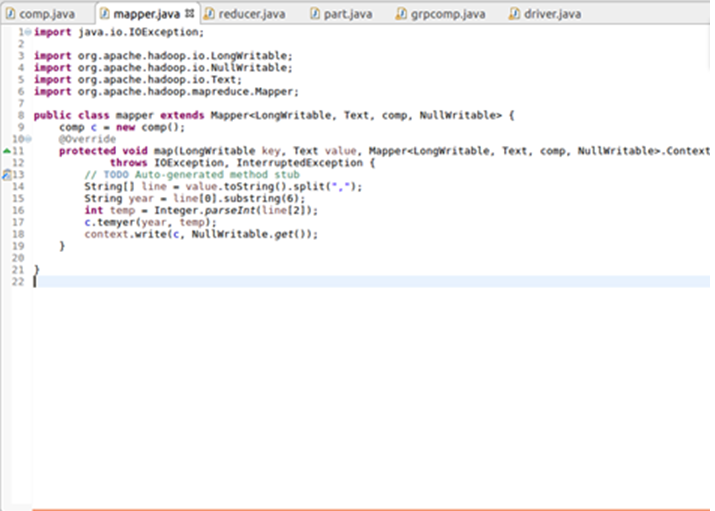 comp.java mapper.java reducer.java part.java grpcomp.java driver.java
1 import java.io.IOException;
2
3 import org.apache.hadoop.io.LongWritable;
4 import org.apache.hadoop.io.NullWritable;
5 import org.apache.hadoop.io.Text;
6 import org.apache.hadoop.mapreduce.Mapper;
7
8 public class mapper extends Mapper<LongWritable, Text, comp, NullWritable> {
9 comp c = new comp();
10 @Override
11 protected void map(LongWritable key, Text value, Mapper<LongWritable, Text, comp, NullWritable>.Context
12 throws IOException, InterruptedException {
13 // TODO Auto-generated method stub
14 String[] line = value.toString().split(",");
15 String year = line[0].substring(6);
16 int temp = Integer.parseInt(line[2]);
17 c.temyer(year, temp);
18 context.write(c, NullWritable.get());
19 }
20
21 }
22